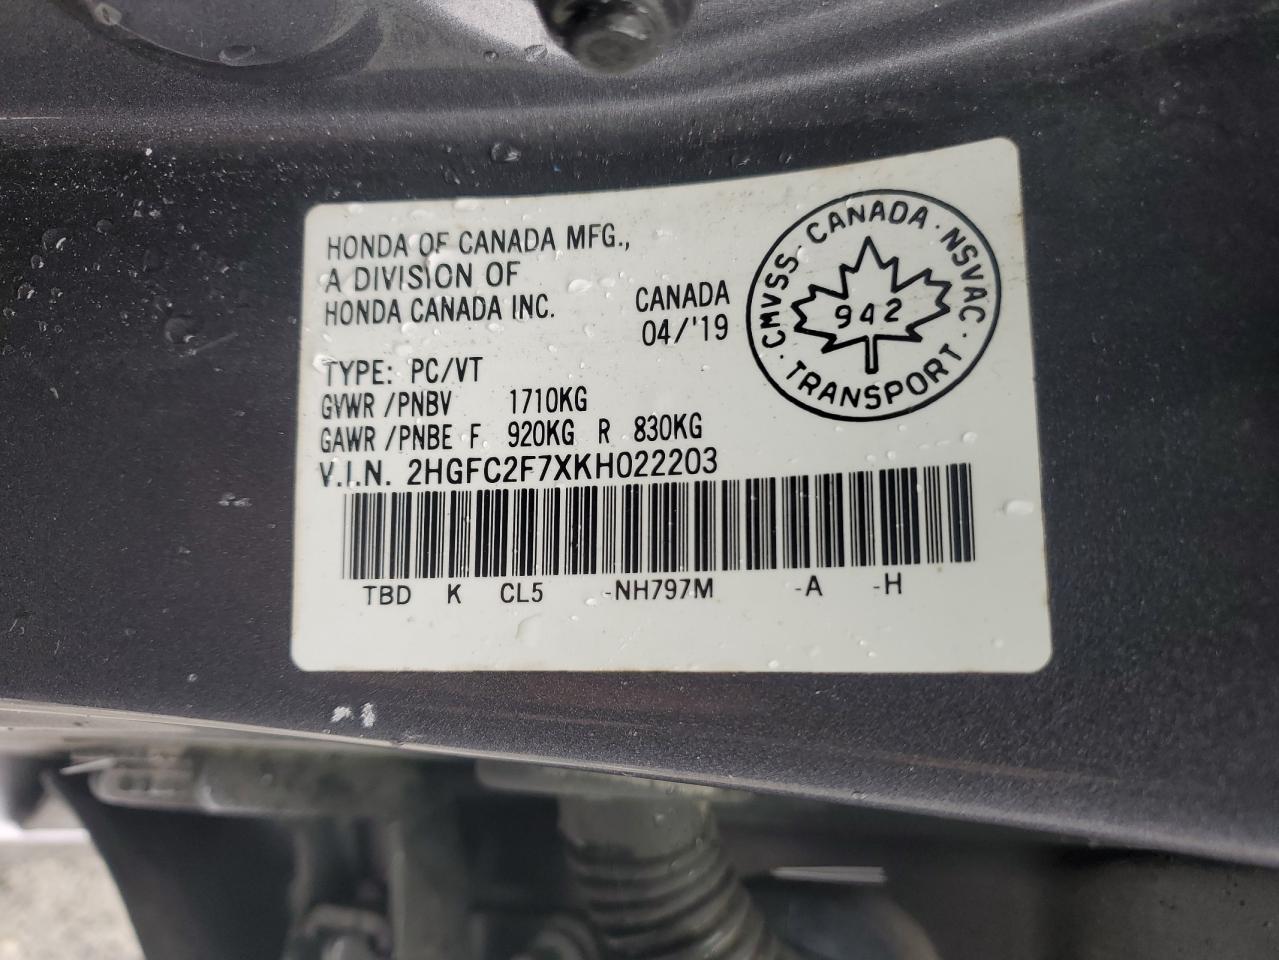 HONDA OF CANADA MFG.,
A DIVISION OF
HONDA CANADA INC.
CANADA
04/'19
CMVSS · CANADA · NSVAC · TRANSPORT ·
942
TYPE: PC/VT
GVWR /PNBV 1710KG
GAWR /PNBE F 920KG R 830KG
V.I.N. 2HGFC2F7XKH022203
TBD K CL5 -NH797M -A -H